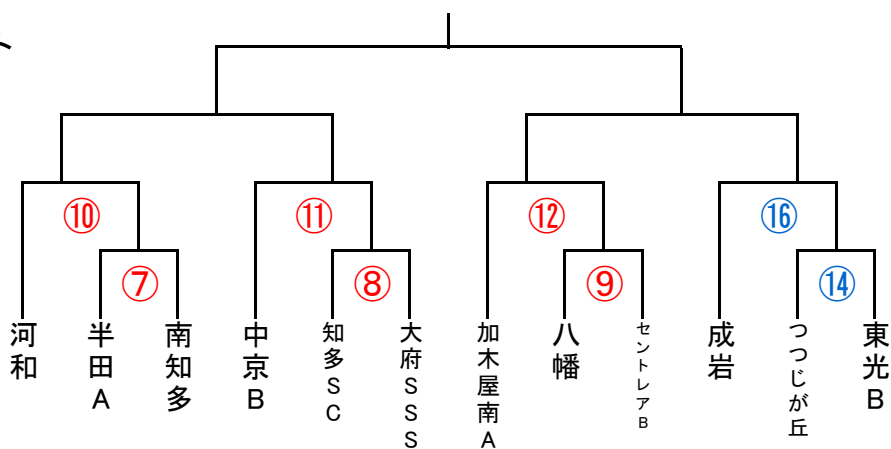 ⑩
⑪
⑫
⑯
⑦
⑧
⑨
⑭
河和
半田A
南知多
中京B
知多SC
大府SSS
加木屋南A
八幡
セントレアB
成岩
つつじが丘
東光B